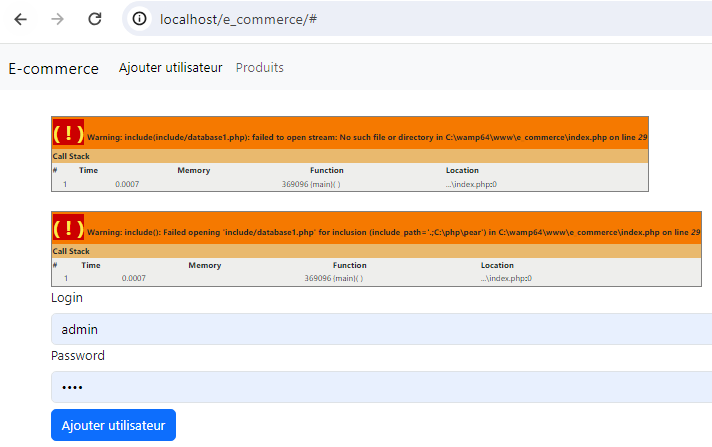 localhost/e_commerce/#
E-commerce Ajouter utilisateur Produits
( ! ) Warning: include(include/database1.php): failed to open stream: No such file or directory in C:\wamp64\www\e_commerce\index.php on line 29
Call Stack
# Time Memory Function Location
1 0.0007 369096 {main}( ) ...\index.php:0
( ! ) Warning: include(): Failed opening 'include/database1.php' for inclusion (include_path='.;C:\php\pear') in C:\wamp64\www\e_commerce\index.php on line 29
Call Stack
# Time Memory Function Location
1 0.0007 369096 {main}( ) ...\index.php:0
Login
admin
Password
••••
Ajouter utilisateur